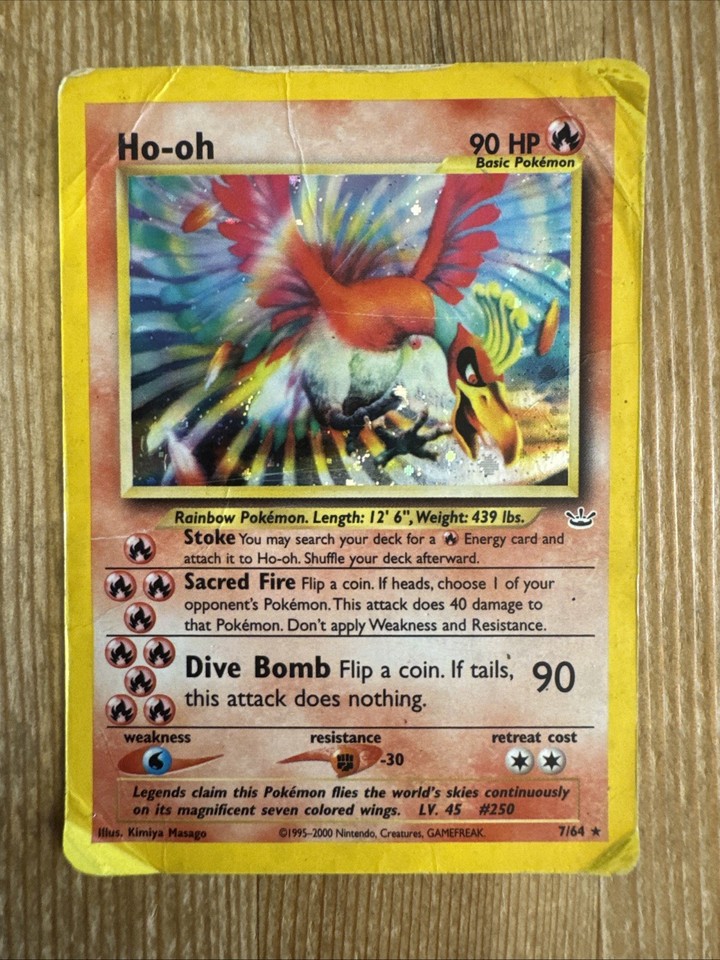 Ho-oh
90 HP
Basic Pokémon
Rainbow Pokémon. Length: 12' 6", Weight: 439 lbs.
Stoke You may search your deck for a Energy card and
attach it to Ho-oh. Shuffle your deck afterward.
Sacred Fire Flip a coin. If heads, choose 1 of your
opponent's Pokémon. This attack does 40 damage to
that Pokémon. Don't apply Weakness and Resistance.
Dive Bomb Flip a coin. If tails, 90
this attack does nothing.
weakness resistance retreat cost
-30
Legends claim this Pokémon flies the world's skies continuously
on its magnificent seven colored wings. LV. 45 #250
Illus. Kimiya Masago ©1995–2000 Nintendo, Creatures, GAMEFREAK. 7/64 ★